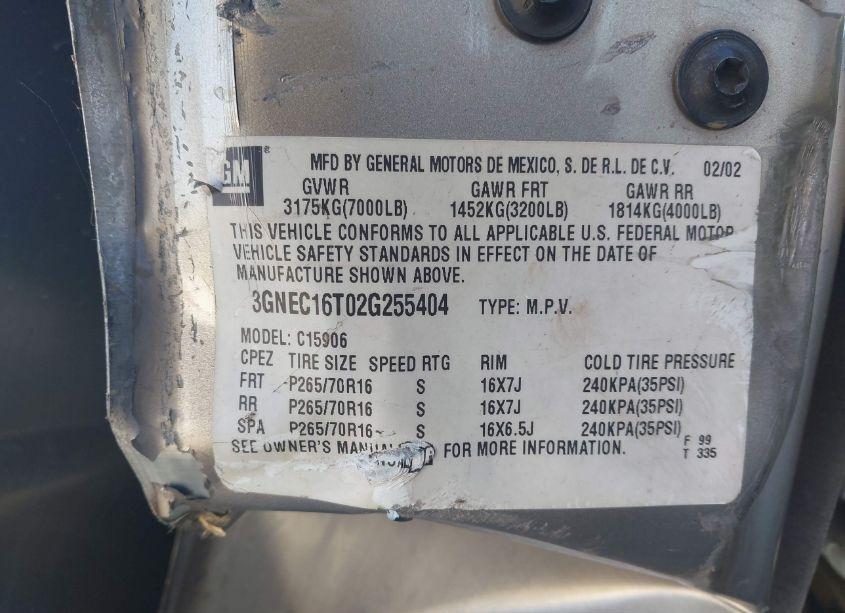 GM ®
MFD BY GENERAL MOTORS DE MEXICO, S. DE R.L. DE C.V. 02/02
GVWR GAWR FRT GAWR RR
3175KG(7000LB) 1452KG(3200LB) 1814KG(4000LB)
THIS VEHICLE CONFORMS TO ALL APPLICABLE U.S. FEDERAL MOTOR
VEHICLE SAFETY STANDARDS IN EFFECT ON THE DATE OF
MANUFACTURE SHOWN ABOVE.
3GNEC16T02G255404 TYPE: M.P.V.
MODEL: C15906
CPEZ TIRE SIZE SPEED RTG RIM COLD TIRE PRESSURE
FRT P265/70R16 S 16X7J 240KPA(35PSI)
RR P265/70R16 S 16X7J 240KPA(35PSI)
SPA P265/70R16 S 16X6.5J 240KPA(35PSI)
SEE OWNER'S MANUAL FOR MORE INFORMATION.
F 99
T 335